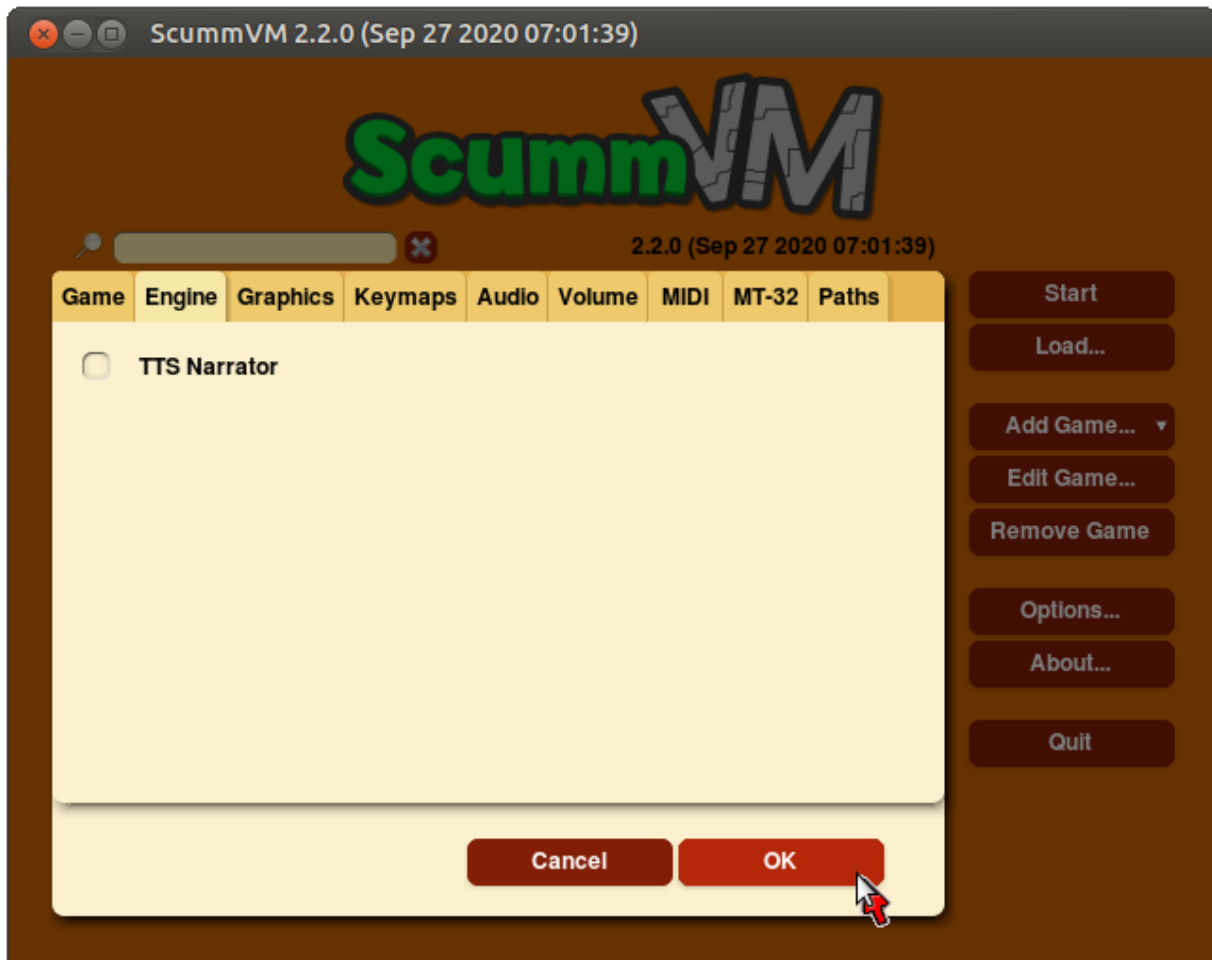 ScummVM 2.2.0 (Sep 27 2020 07:01:39)
ScummVM
2.2.0 (Sep 27 2020 07:01:39)
Game Engine Graphics Keymaps Audio Volume MIDI MT-32 Paths
TTS Narrator
Cancel OK
Start
Load...
Add Game...
Edit Game...
Remove Game
Options...
About...
Quit